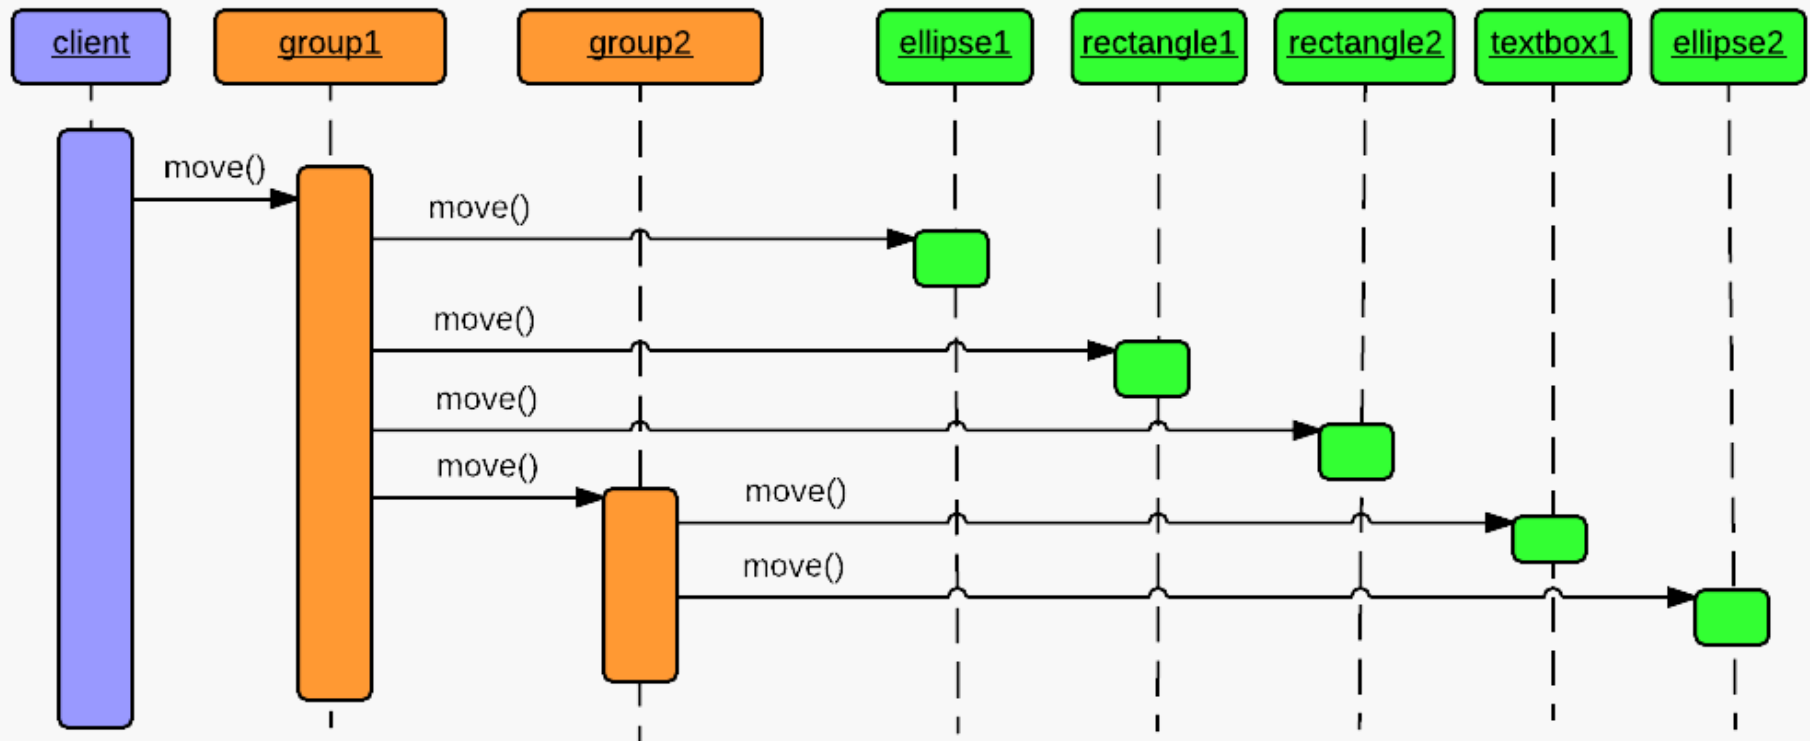 client
group1
group2
ellipse1
rectangle1
rectangle2
textbox1
ellipse2
move()
move()
move()
move()
move()
move()
move()